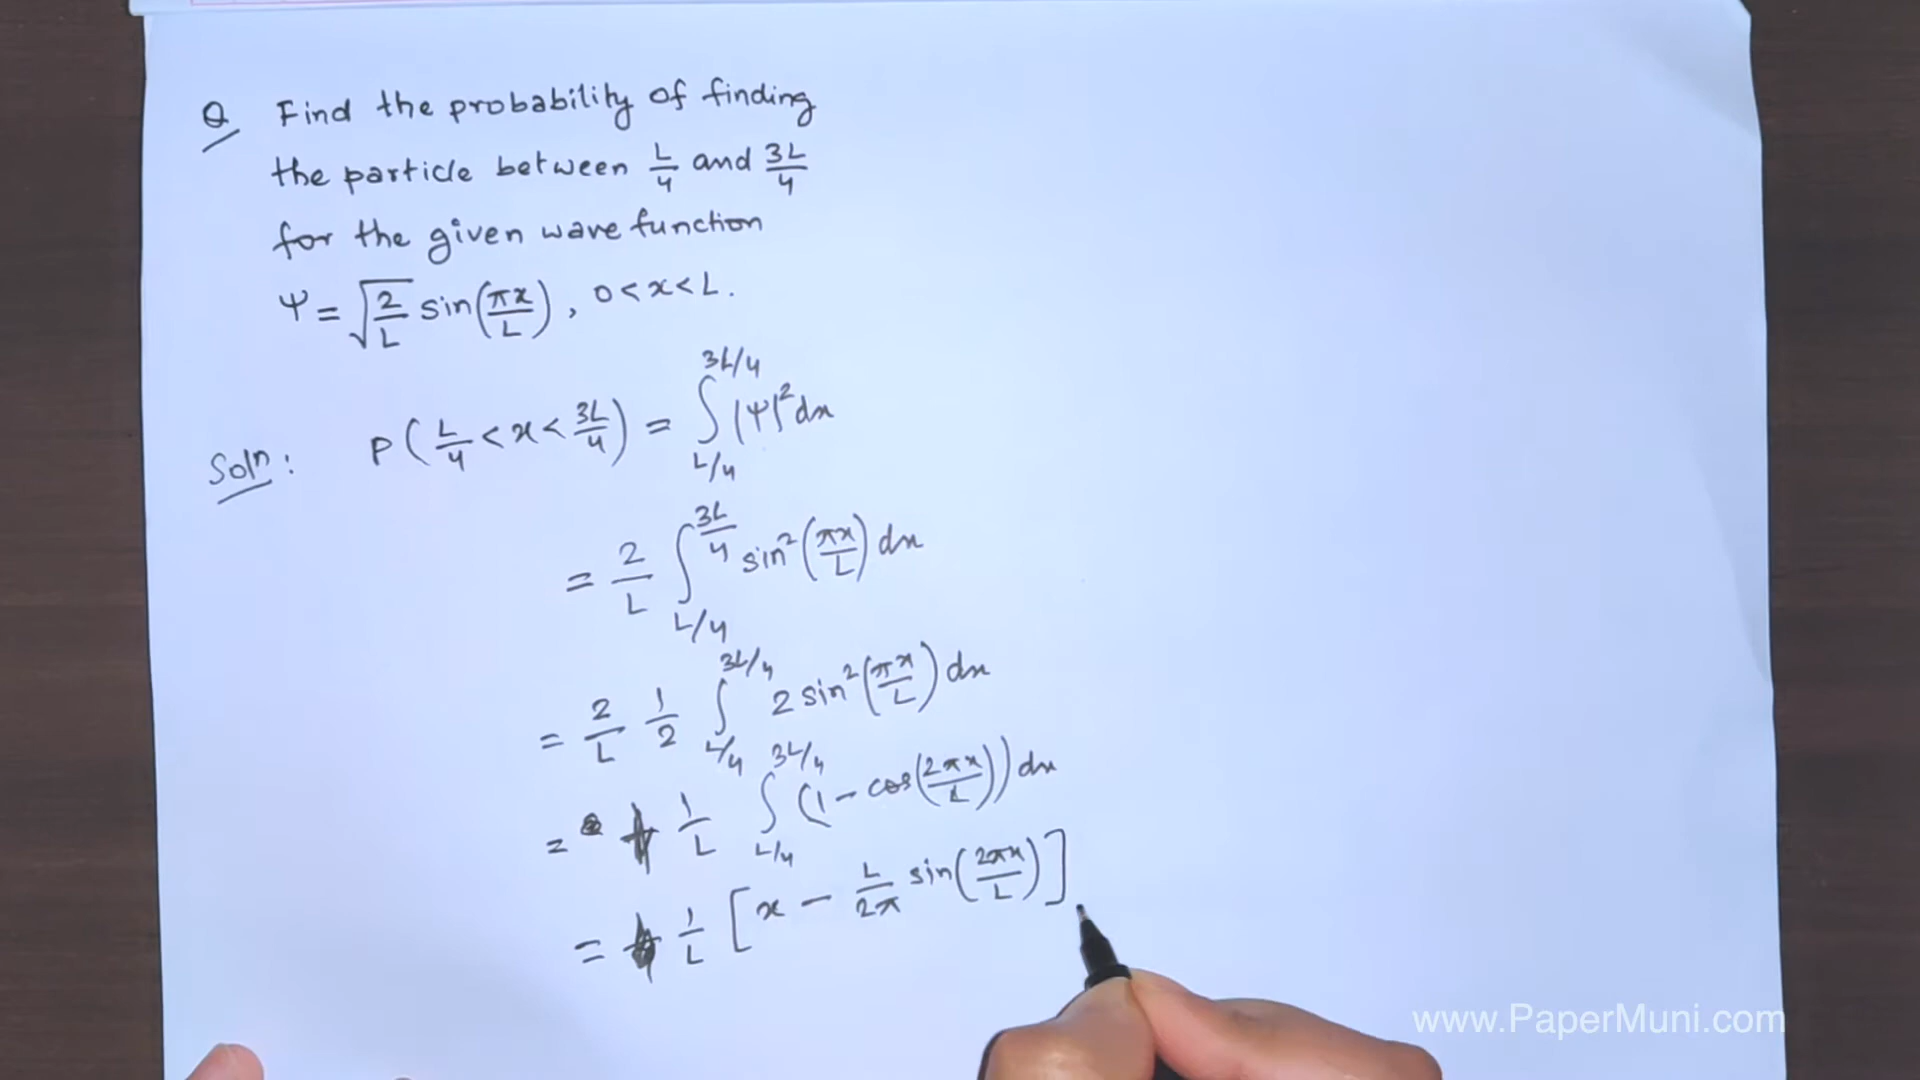 Q Find the probability of finding
the particle between L/4 and 3L/4
for the given wave function
Ψ = √(2/L) sin(πx/L), 0<x<L.
Soln: P(L/4 < x < 3L/4) = ∫_{L/4}^{3L/4} |Ψ|² dx
= 2/L ∫_{L/4}^{3L/4} sin²(πx/L) dx
= 2/L 1/2 ∫_{L/4}^{3L/4} 2 sin²(πx/L) dx
= 1/L ∫_{L/4}^{3L/4} (1 - cos(2πx/L)) dx
= 1/L [x - L/2π sin(2πx/L)]
www.PaperMuni.com